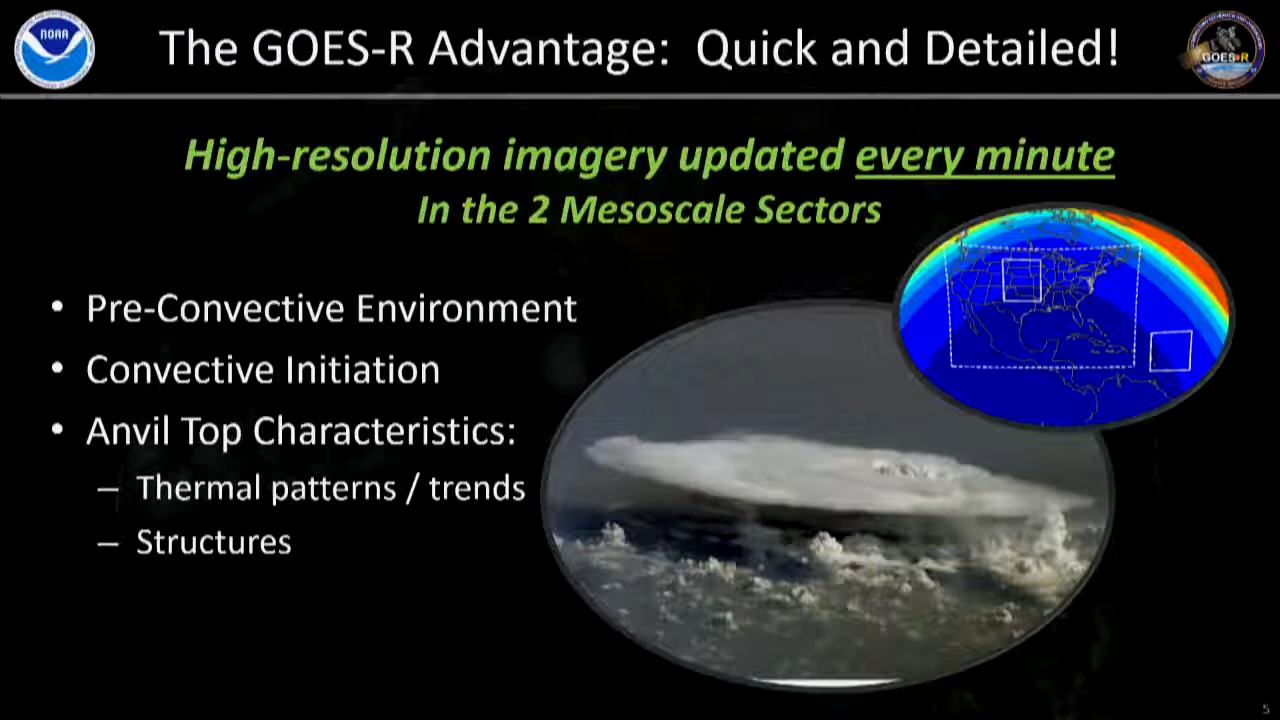 NOAA
The GOES-R Advantage: Quick and Detailed!
GOES-R
High-resolution imagery updated every minute
In the 2 Mesoscale Sectors
• Pre-Convective Environment
• Convective Initiation
• Anvil Top Characteristics:
– Thermal patterns / trends
– Structures
5